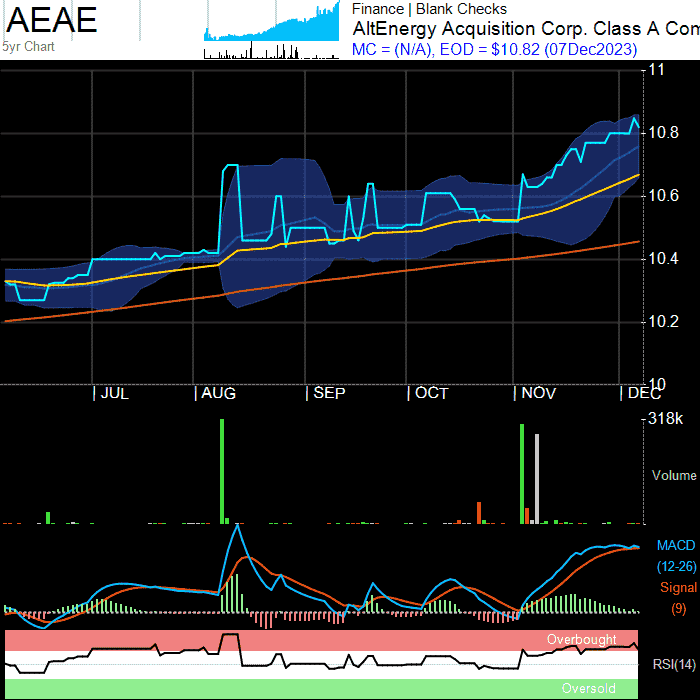 AEAE
5yr Chart
Finance | Blank Checks
AltEnergy Acquisition Corp. Class A Com
MC = (N/A), EOD = $10.82 (07Dec2023)
11
10.8
10.6
10.4
10.2
10
JUL
AUG
SEP
OCT
NOV
DEC
318k
Volume
MACD
(12-26)
Signal
(9)
Overbought
RSI(14)
Oversold